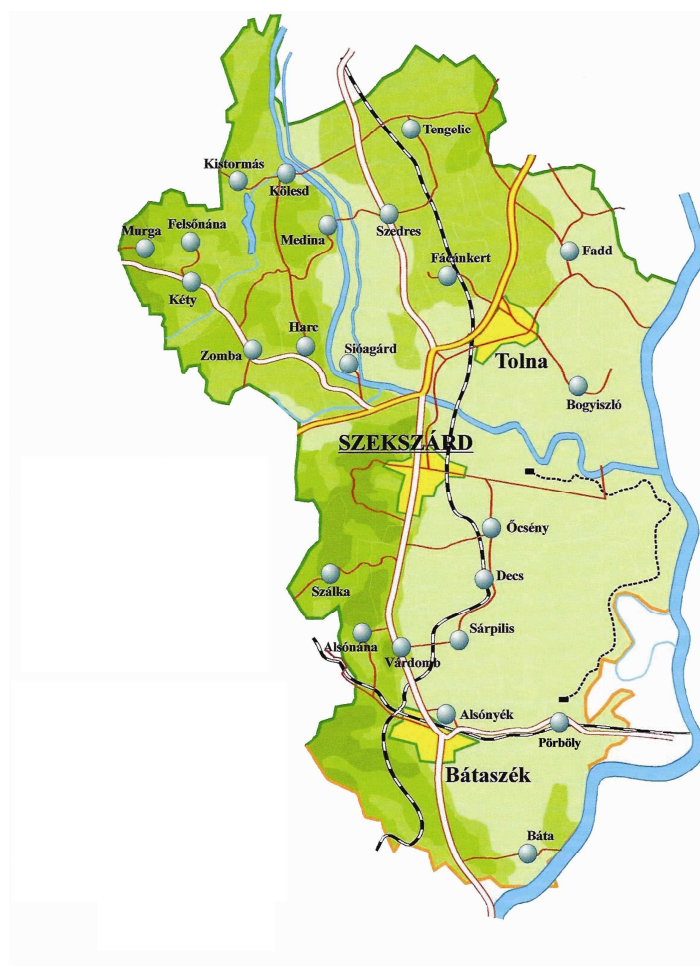 Tengelic
Kistormás
Kölesd
Murga
Felsőnána
Medina
Szedres
Fadd
Fácánkert
Kéty
Harc
Zomba
Sióagárd
Tolna
Bogyiszló
SZEKSZÁRD
Őcsény
Decs
Szálka
Sárpilis
Alsónána
Várdomb
Alsónyék
Pörböly
Bátaszék
Báta